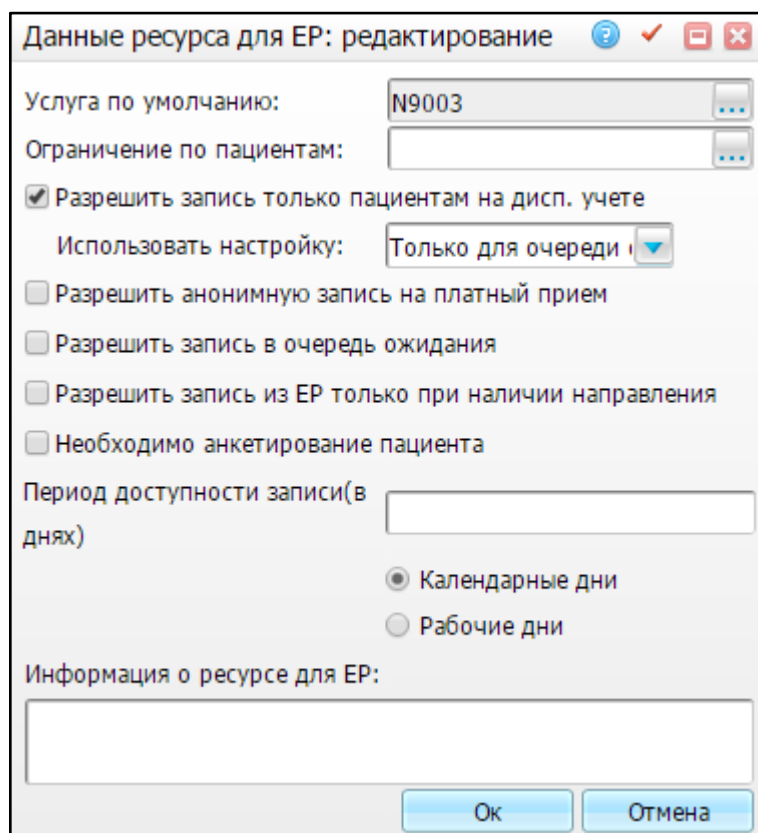 Данные ресурса для ЕР: редактирование
Услуга по умолчанию: N9003 ...
Ограничение по пациентам: ...
Разрешить запись только пациентам на дисп. учете
Использовать настройку: Только для очереди
Разрешить анонимную запись на платный прием
Разрешить запись в очередь ожидания
Разрешить запись из ЕР только при наличии направления
Необходимо анкетирование пациента
Период доступности записи(в
днях)
Календарные дни
Рабочие дни
Информация о ресурсе для ЕР:
Ок Отмена